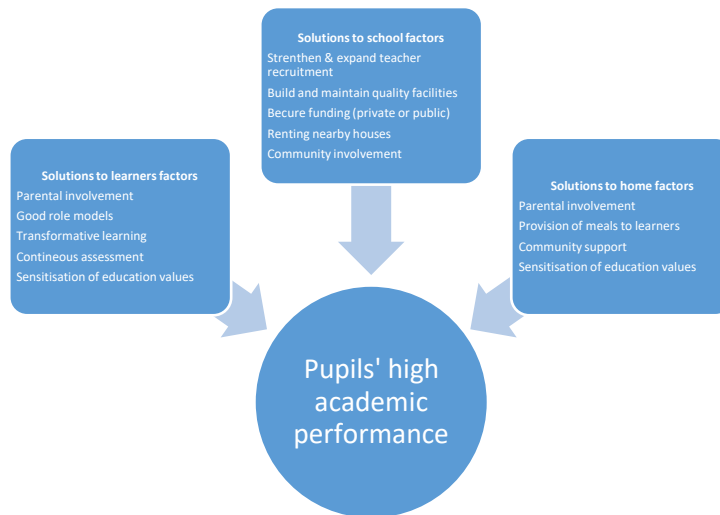 Solutions to school factors
Strenthen & expand teacher
recruitment
Build and maintain quality facilities
Becure funding (private or public)
Renting nearby houses
Community involvement
Solutions to learners factors
Parental involvement
Good role models
Transformative learning
Contineous assessment
Sensitisation of education values
Solutions to home factors
Parental involvement
Provision of meals to learners
Community support
Sensitisation of education values
Pupils' high
academic
performance